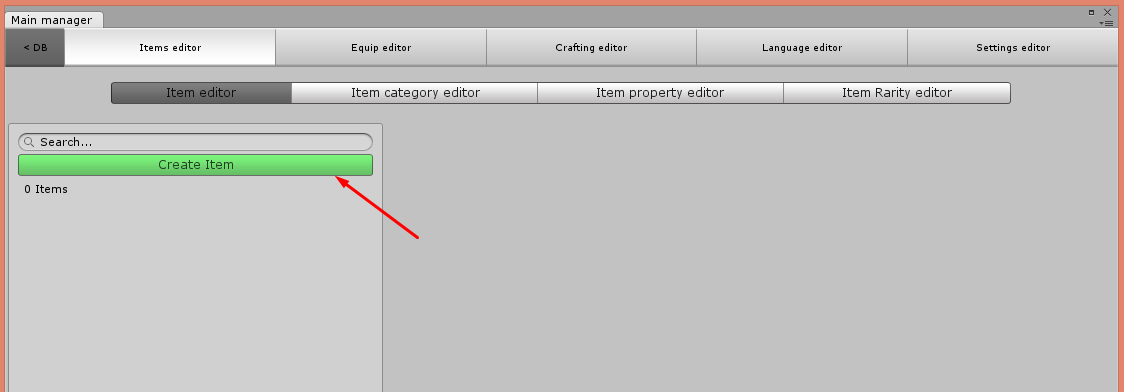 Main manager
< DB Items editor Equip editor Crafting editor Language editor Settings editor
Item editor Item category editor Item property editor Item Rarity editor
Search...
Create Item
0 Items